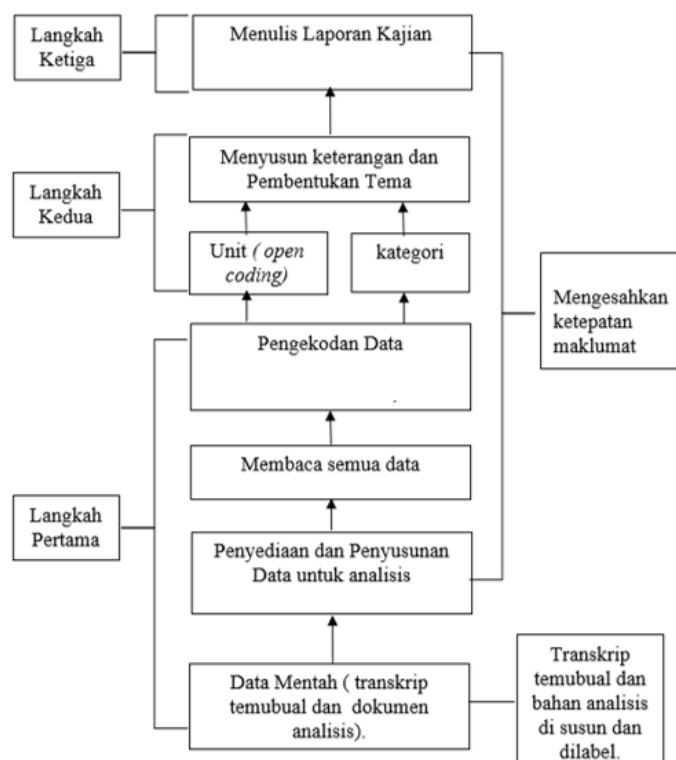 Langkah
Ketiga
Menulis Laporan Kajian
Menyusun keterangan dan
Pembentukan Tema
Langkah
Kedua
Unit ( open
coding)
kategori
Mengesahkan
ketepatan
maklumat
Pengekodan Data
Membaca semua data
Langkah
Pertama
Penyediaan dan Penyusunan
Data untuk analisis
Data Mentah ( transkrip
temubual dan dokumen
analisis).
Transkrip
temubual dan
bahan analisis
di susun dan
dilabel.